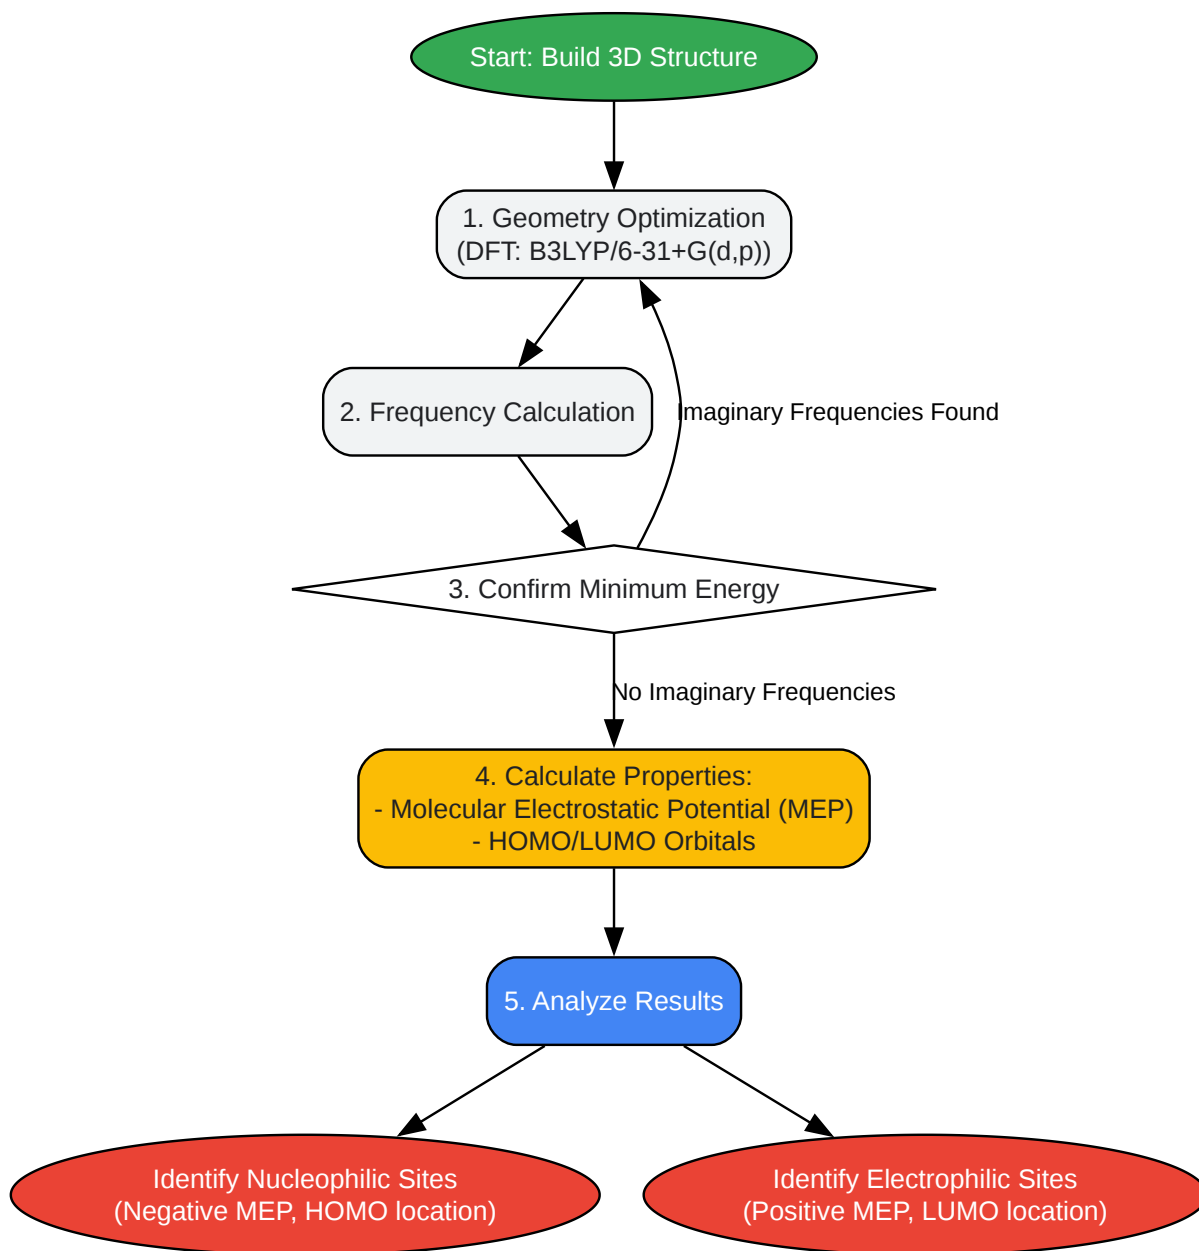 Start: Build 3D Structure
1. Geometry Optimization
(DFT: B3LYP/6-31+G(d,p))
2. Frequency Calculation
Imaginary Frequencies Found
3. Confirm Minimum Energy
No Imaginary Frequencies
4. Calculate Properties:
- Molecular Electrostatic Potential (MEP)
- HOMO/LUMO Orbitals
5. Analyze Results
Identify Nucleophilic Sites
(Negative MEP, HOMO location)
Identify Electrophilic Sites
(Positive MEP, LUMO location)